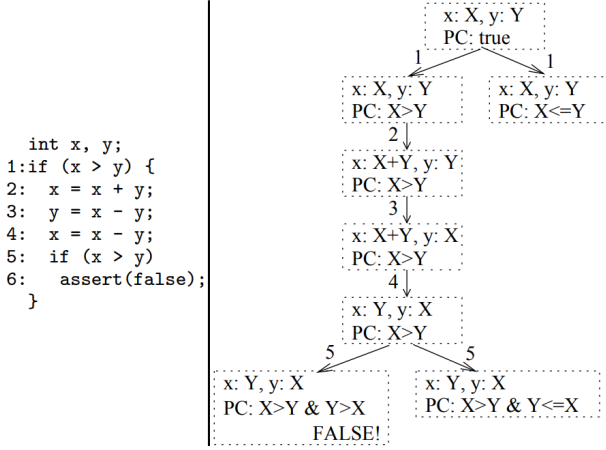 int x, y;
1:if (x > y) {
2: x = x + y;
3: y = x - y;
4: x = x - y;
5: if (x > y)
6: assert(false);
}
x: X, y: Y
PC: true
1
1
x: X, y: Y
PC: X>Y
x: X, y: Y
PC: X<=Y
2
x: X+Y, y: Y
PC: X>Y
3
x: X+Y, y: X
PC: X>Y
4
x: Y, y: X
PC: X>Y
5
5
x: Y, y: X
PC: X>Y & Y>X
FALSE!
x: Y, y: X
PC: X>Y & Y<=X